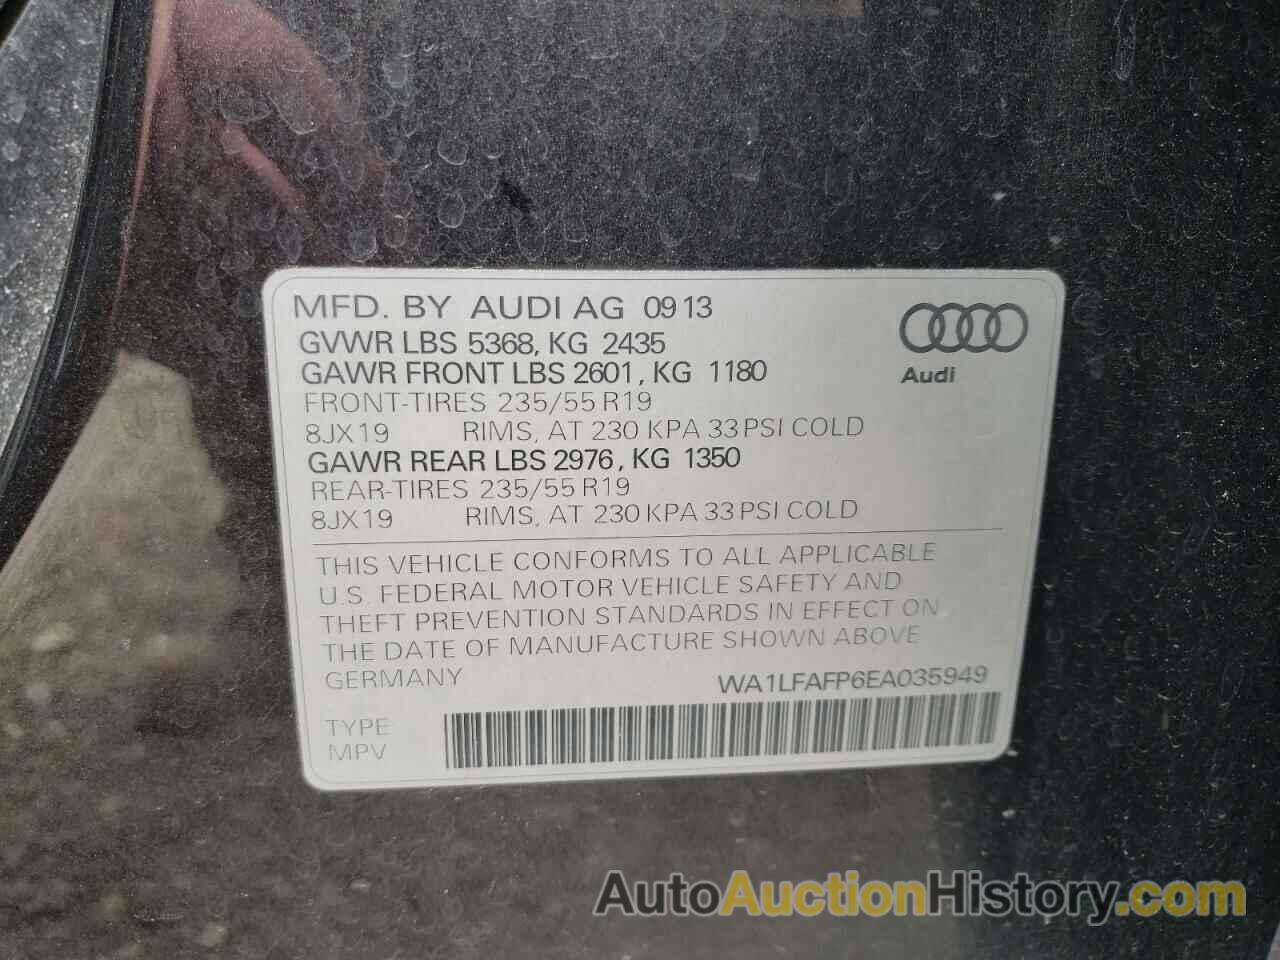 MFD. BY AUDI AG 0913
GVWR LBS 5368, KG 2435
GAWR FRONT LBS 2601, KG 1180
FRONT-TIRES 235/55 R19
8JX19 RIMS, AT 230 KPA 33 PSI COLD
GAWR REAR LBS 2976, KG 1350
REAR-TIRES 235/55 R19
8JX19 RIMS, AT 230 KPA 33 PSI COLD
Audi
THIS VEHICLE CONFORMS TO ALL APPLICABLE
U.S. FEDERAL MOTOR VEHICLE SAFETY AND
THEFT PREVENTION STANDARDS IN EFFECT ON
THE DATE OF MANUFACTURE SHOWN ABOVE
GERMANY WA1LFAFP6EA035949
TYPE
MPV
AutoAuctionHistory.com